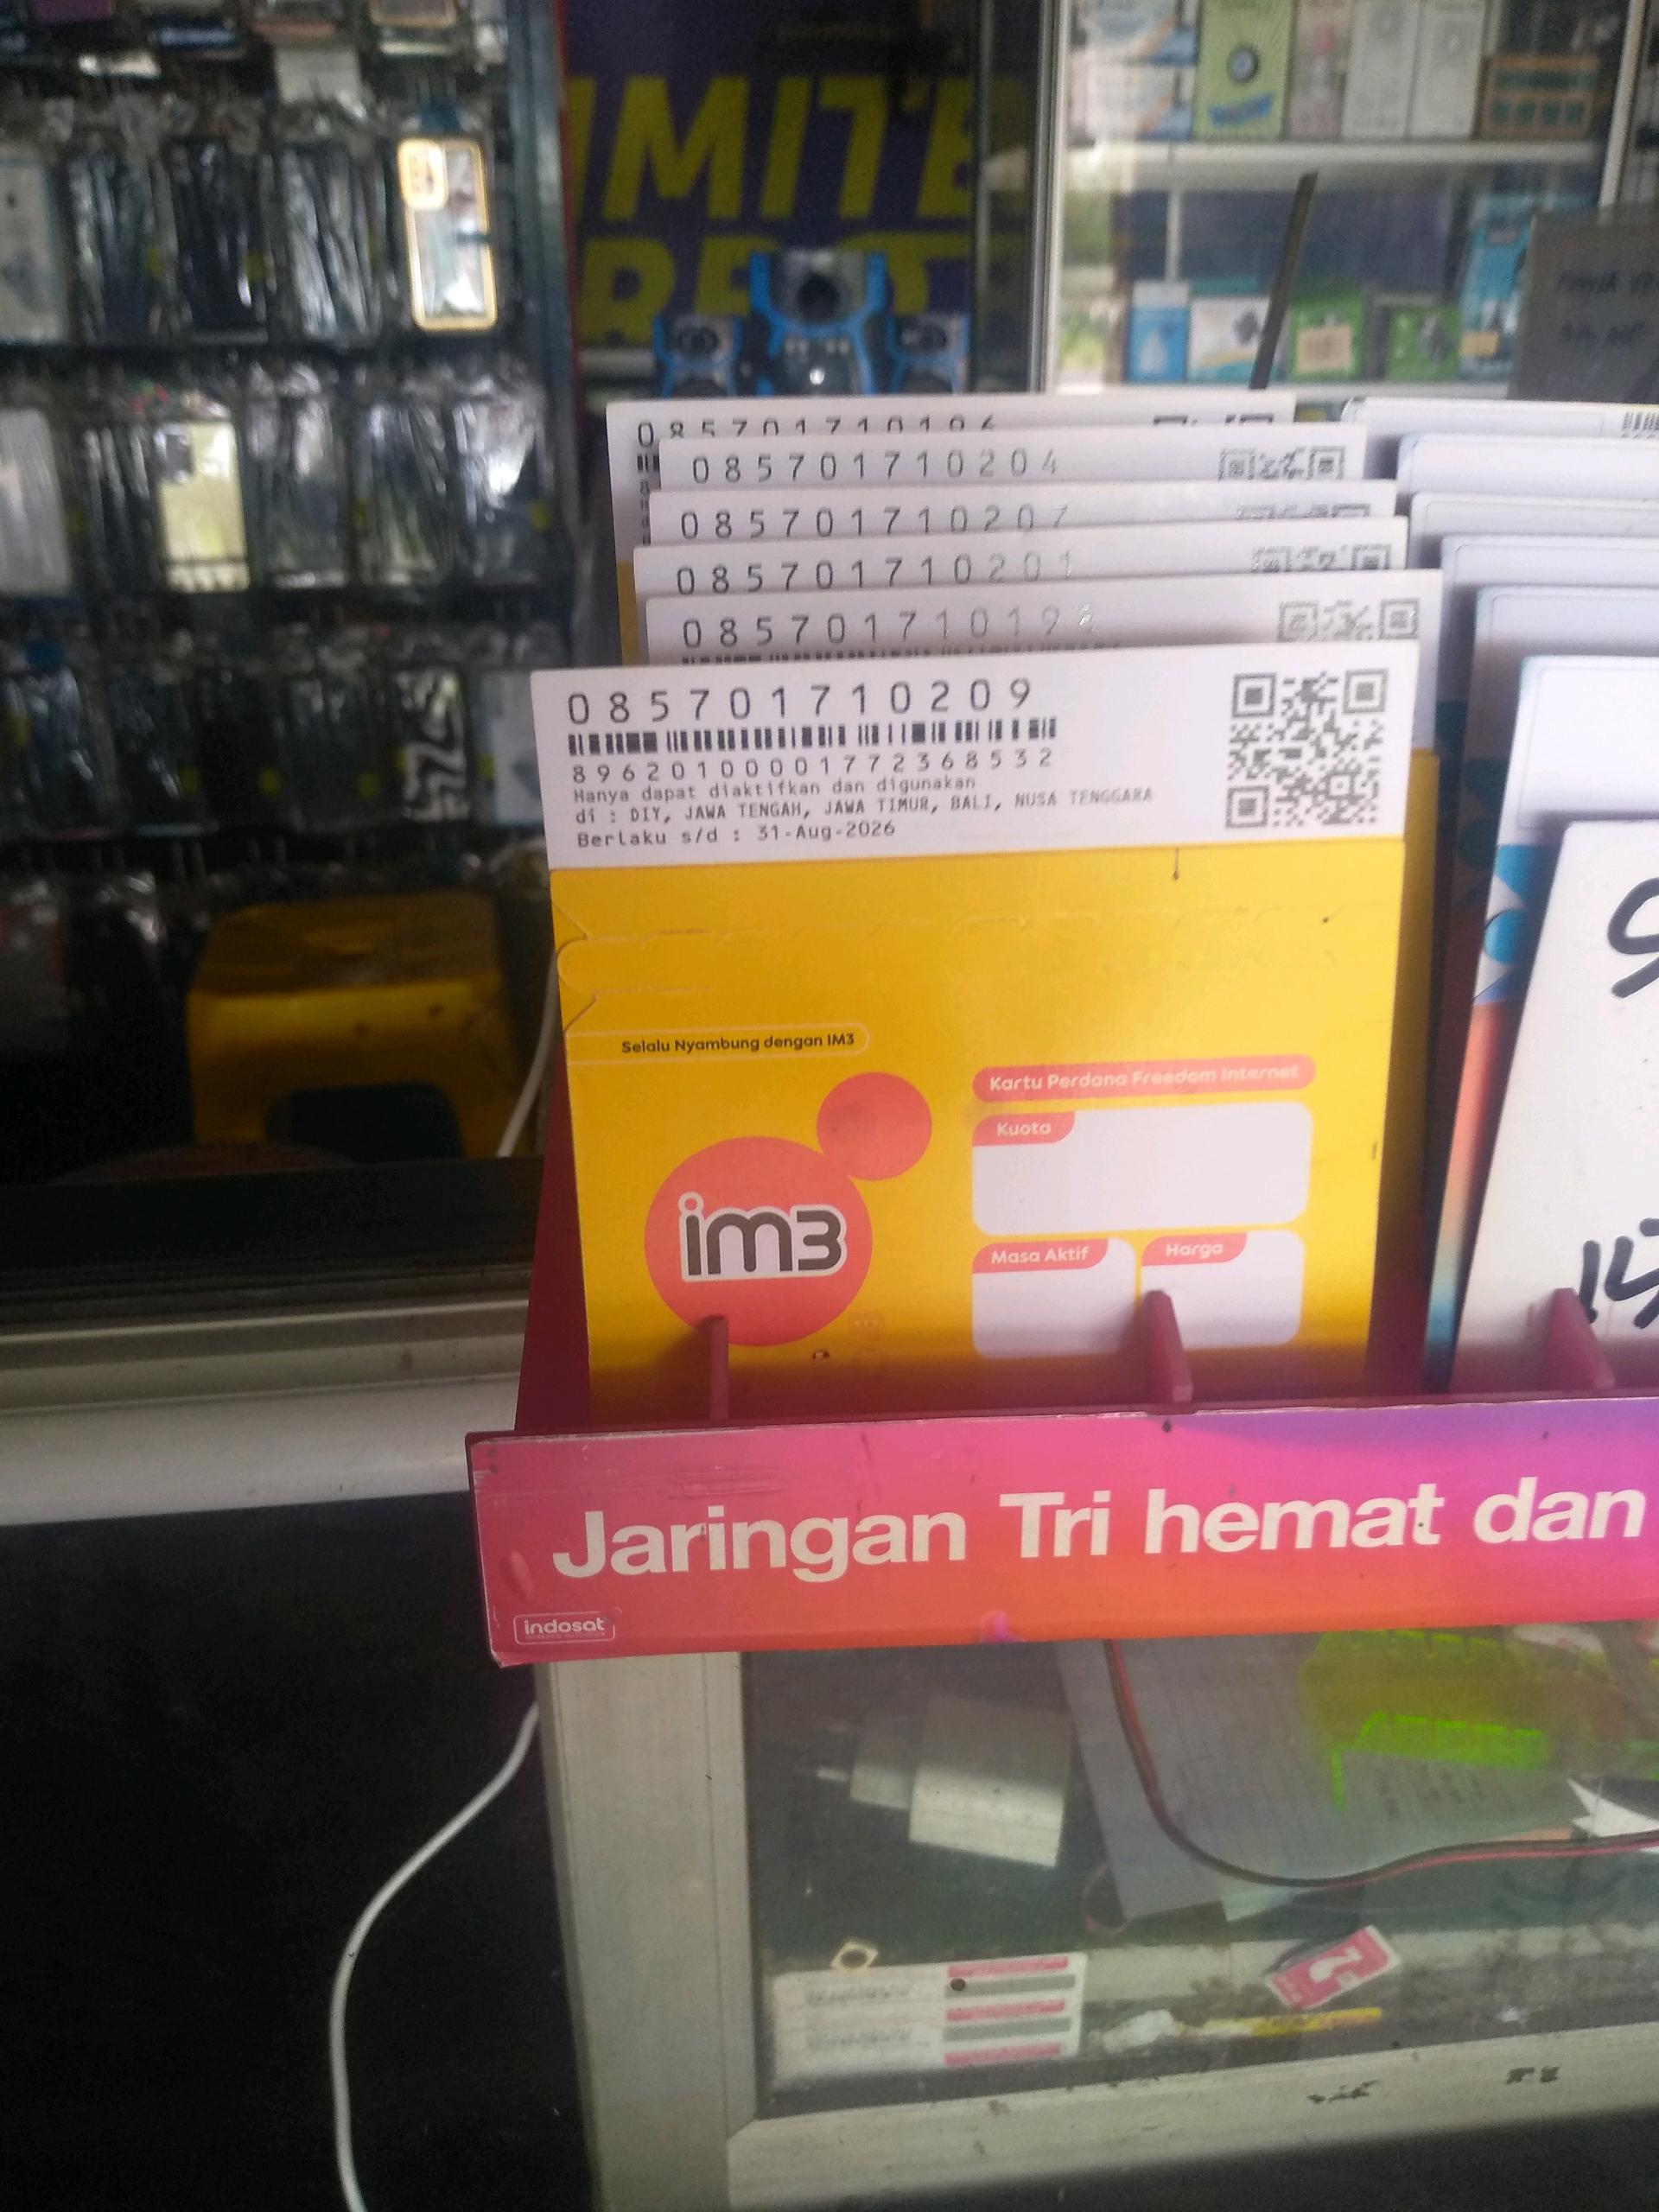 085701710204
085701710207
085701710201
085701710209
8962010000177236 8532
Hanya dapat diaktifkan dan digunakan
di : DIY, JAWA TENGAH, JAWA TIMUR, BALI, NUSA TENGGARA
Berlaku s/d : 31-Aug-2026
Selalu Nyambung dengan IM3
Kartu Perdana Freedom Internet
Kuota
im3
Masa Aktif
Harga
Jaringan Tri hemat dan
indosat